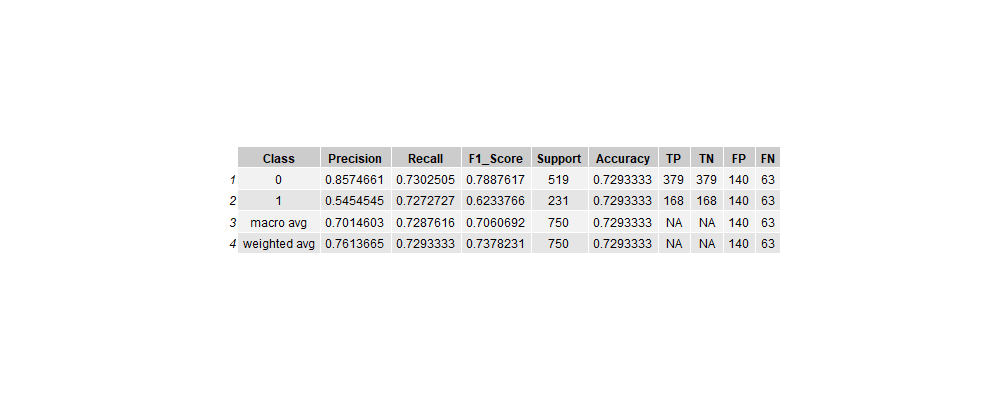 Class Precision Recall F1_Score Support Accuracy TP TN FP FN
1 0 0.8574661 0.7302505 0.7887617 519 0.7293333 379 379 140 63
2 1 0.5454545 0.7272727 0.6233766 231 0.7293333 168 168 140 63
3 macro avg 0.7014603 0.7287616 0.7060692 750 0.7293333 NA NA 140 63
4 weighted avg 0.7613665 0.7293333 0.7378231 750 0.7293333 NA NA 140 63